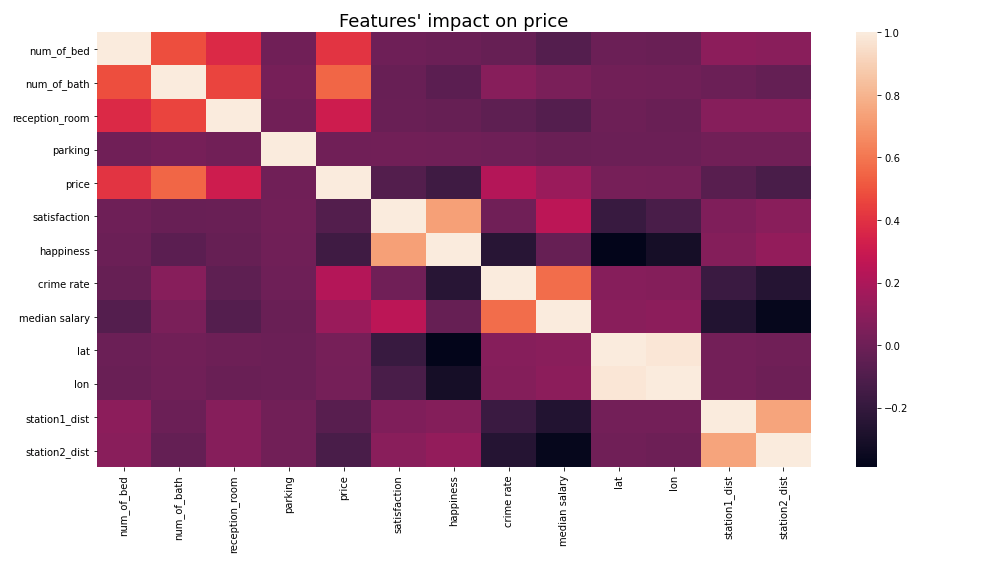 Features' impact on price
num_of_bed
num_of_bath
reception_room
parking
price
satisfaction
happiness
crime rate
median salary
lat
lon
station1_dist
station2_dist
num_of_bed
num_of_bath
reception_room
parking
price
satisfaction
happiness
crime rate
median salary
lat
lon
station1_dist
station2_dist
1.0
0.8
0.6
0.4
0.2
0.0
−0.2